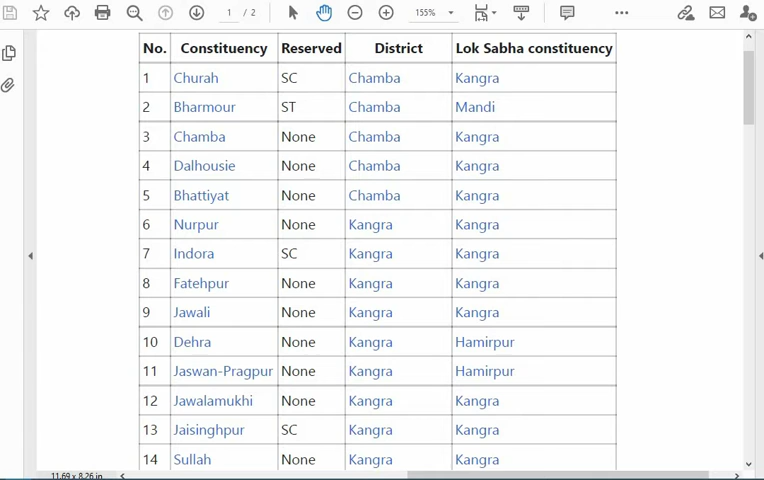 1 / 2
155%
No. Constituency Reserved District Lok Sabha constituency
1 Churah SC Chamba Kangra
2 Bharmour ST Chamba Mandi
3 Chamba None Chamba Kangra
4 Dalhousie None Chamba Kangra
5 Bhattiyat None Chamba Kangra
6 Nurpur None Kangra Kangra
7 Indora SC Kangra Kangra
8 Fatehpur None Kangra Kangra
9 Jawali None Kangra Kangra
10 Dehra None Kangra Hamirpur
11 Jaswan-Pragpur None Kangra Hamirpur
12 Jawalamukhi None Kangra Kangra
13 Jaisinghpur SC Kangra Kangra
14 Sullah None Kangra Kangra
11.69 x 8.26 in